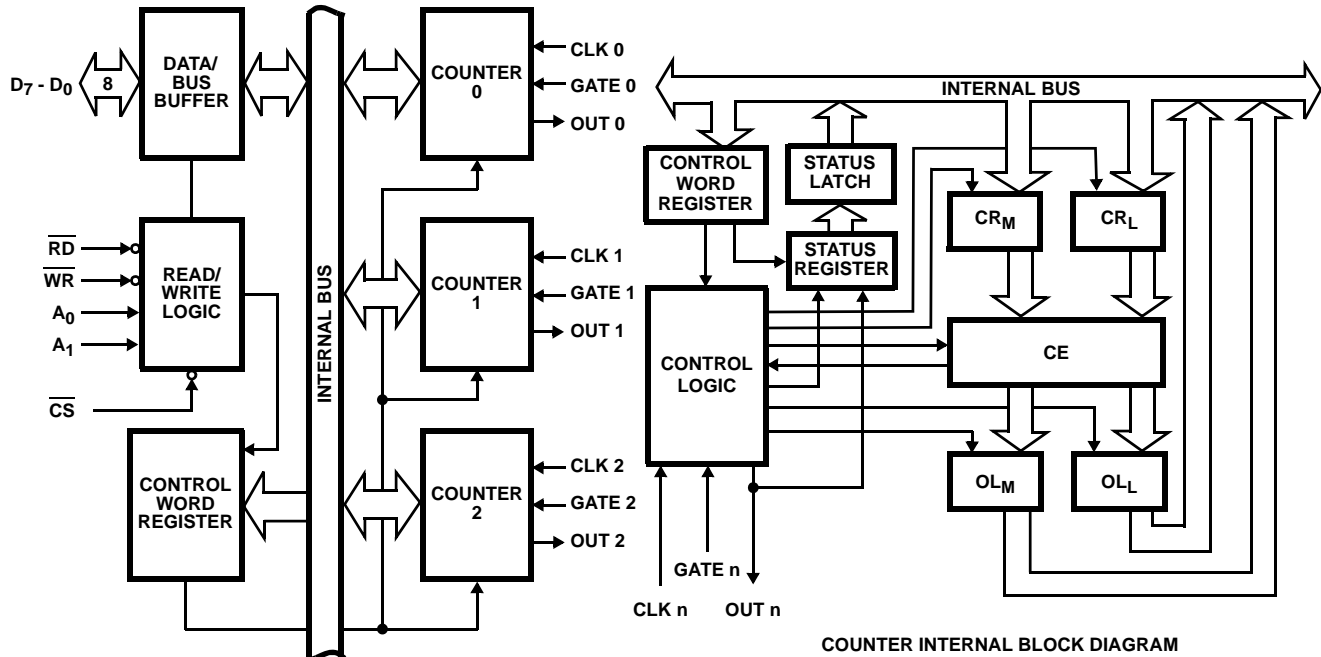 D7 - D0
8
DATA/
BUS
BUFFER
INTERNAL BUS
COUNTER
0
CLK 0
GATE 0
OUT 0
RD
WR
A0
A1
CS
READ/
WRITE
LOGIC
COUNTER
1
CLK 1
GATE 1
OUT 1
CONTROL
WORD
REGISTER
COUNTER
2
CLK 2
GATE 2
OUT 2
INTERNAL BUS
CONTROL
WORD
REGISTER
STATUS
LATCH
STATUS
REGISTER
CRM
CRL
CONTROL
LOGIC
CE
OLM
OLL
GATE n
CLK n
OUT n
COUNTER INTERNAL BLOCK DIAGRAM